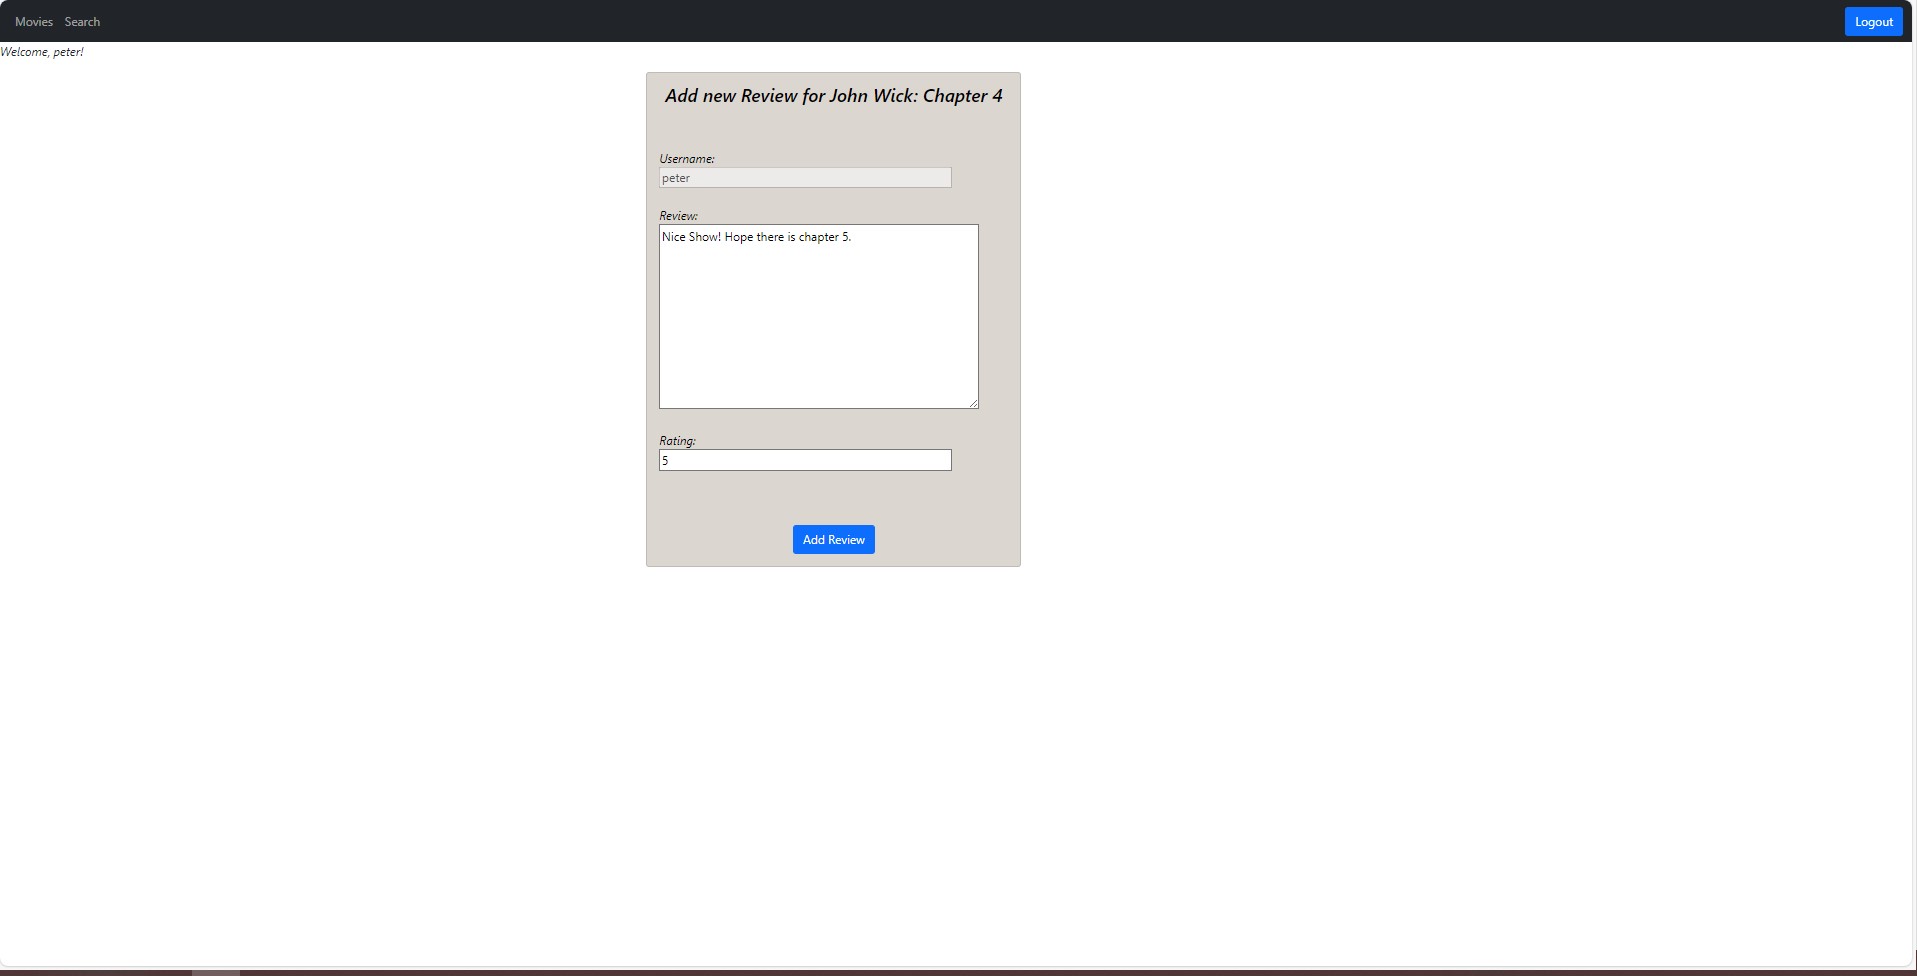 Movies Search Logout
Welcome, peter!
Add new Review for John Wick: Chapter 4
Username:
peter
Review:
Nice Show! Hope there is chapter 5.
Rating:
5
Add Review